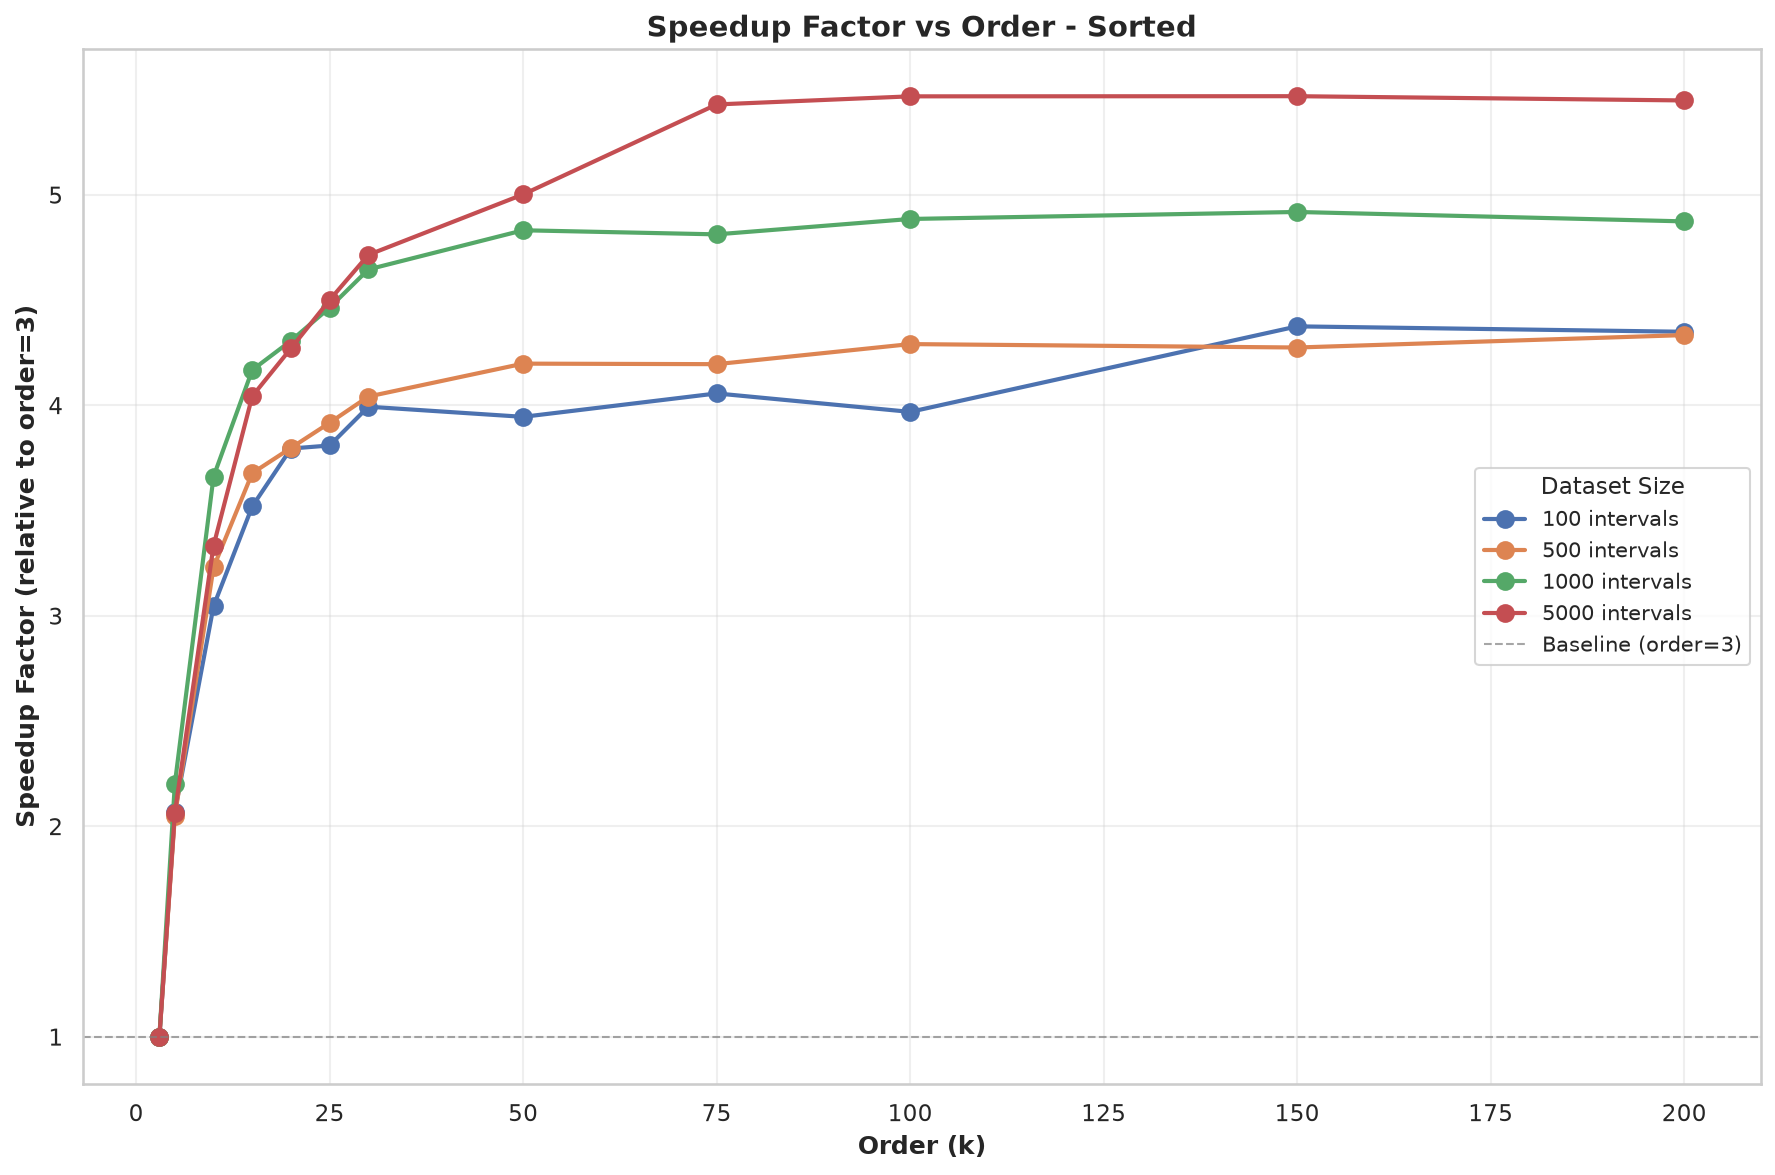 Speedup Factor vs Order - Sorted
Speedup Factor (relative to order=3)
5
4
3
2
1
Dataset Size
100 intervals
500 intervals
1000 intervals
5000 intervals
Baseline (order=3)
0 25 50 75 100 125 150 175 200
Order (k)